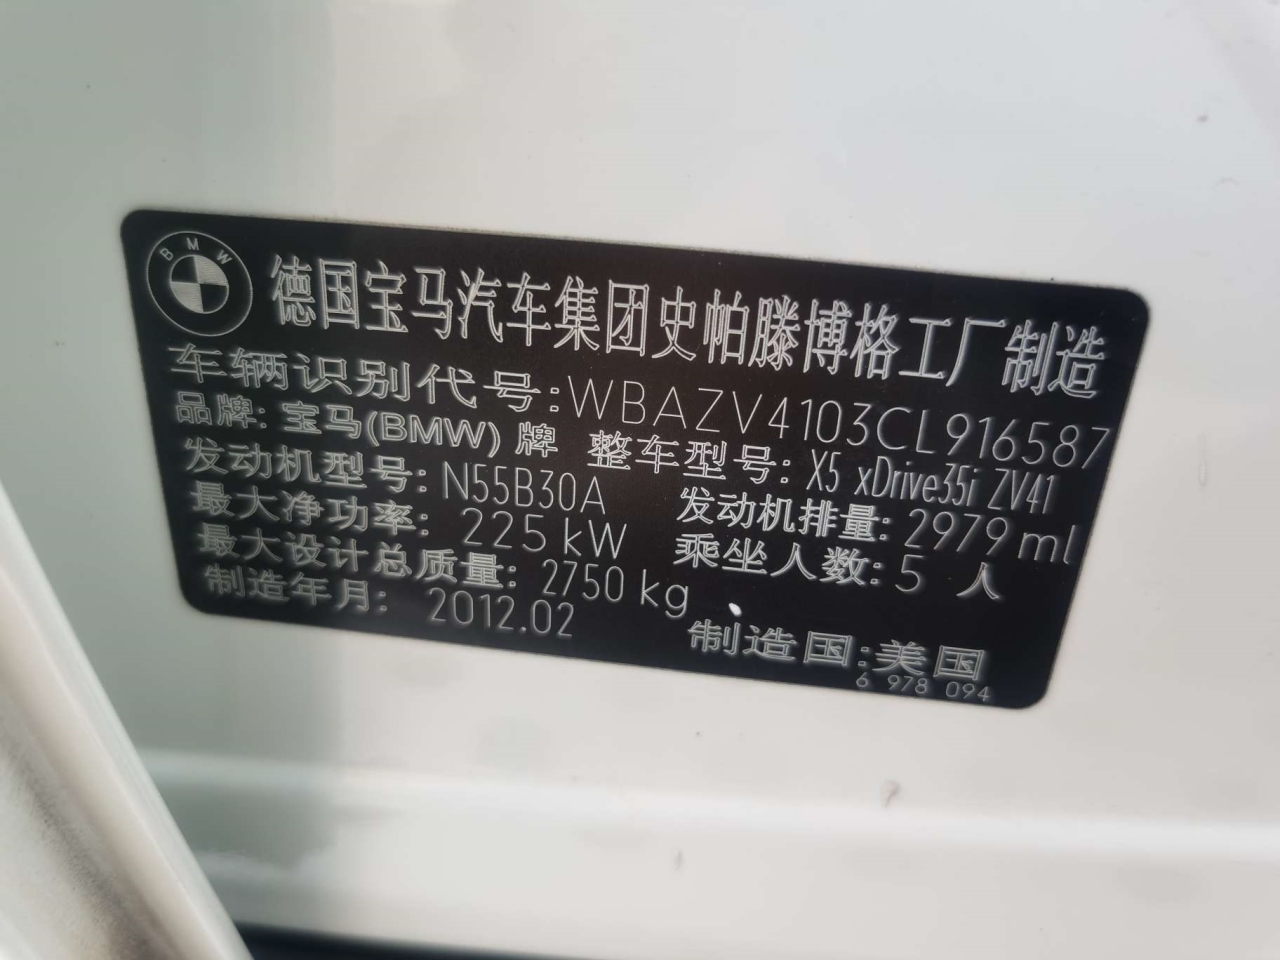 BMW
德国宝马汽车集团史帕滕博格工厂 制造
车辆识别代号:WBAZV4103CL916587
品牌: 宝马(BMW) 牌 整车型号: X5 xDrive35i ZV41
发动机型号: N55B30A 发动机排量: 2979 ml
最大净功率: 225 kW 乘坐人数: 5 人
最大设计总质量: 2750 kg
制造年月: 2012.02 制造国: 美国
6 978 094